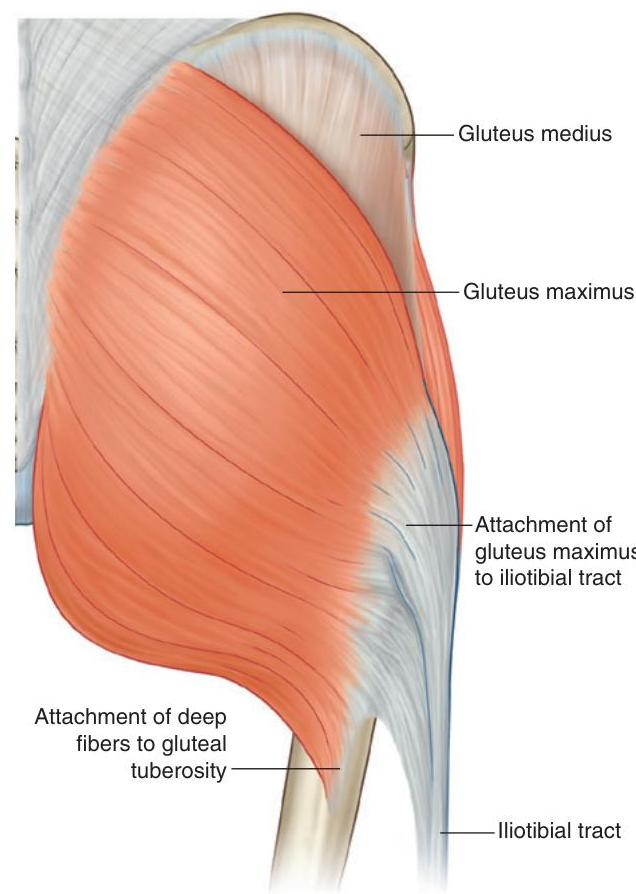 Gluteus medius
Gluteus maximus
Attachment of
gluteus maximus
to iliotibial tract
Attachment of deep
fibers to gluteal
tuberosity
Iliotibial tract